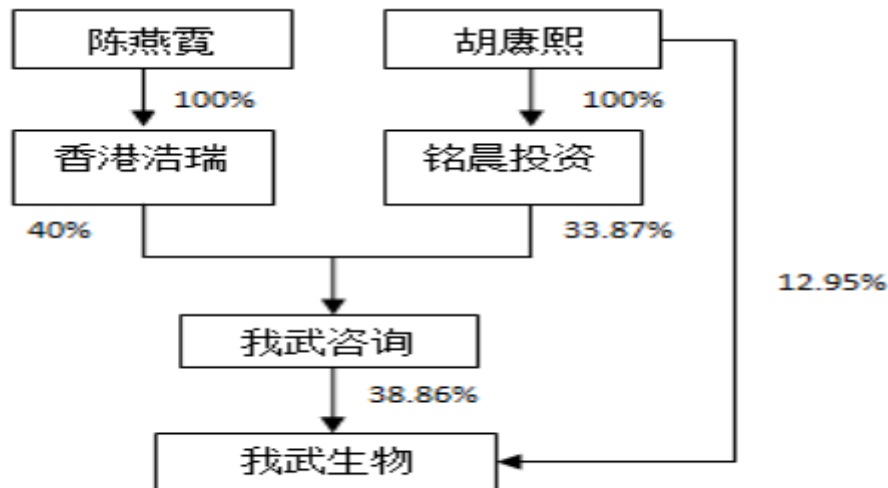 陈燕霓
胡赓熙
100%
100%
香港浩瑞
铭晨投资
40%
33.87%
12.95%
我武咨询
38.86%
我武生物